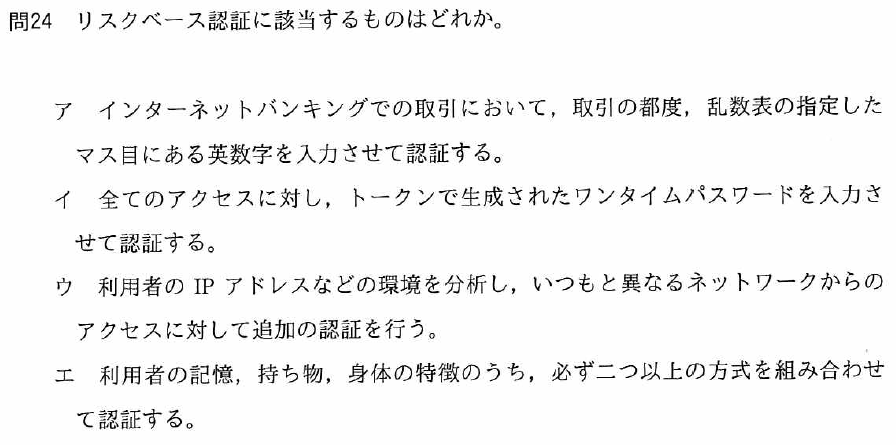 問24 リスクベース認証に該当するものはどれか。
ア インターネットバンキングでの取引において，取引の都度，乱数表の指定した
マス目にある英数字を入力させて認証する。
イ 全てのアクセスに対し，トークンで生成されたワンタイムパスワードを入力さ
せて認証する。
ウ 利用者の IP アドレスなどの環境を分析し，いつもと異なるネットワークからの
アクセスに対して追加の認証を行う。
エ 利用者の記憶，持ち物，身体の特徴のうち，必ず二つ以上の方式を組み合わせ
て認証する。